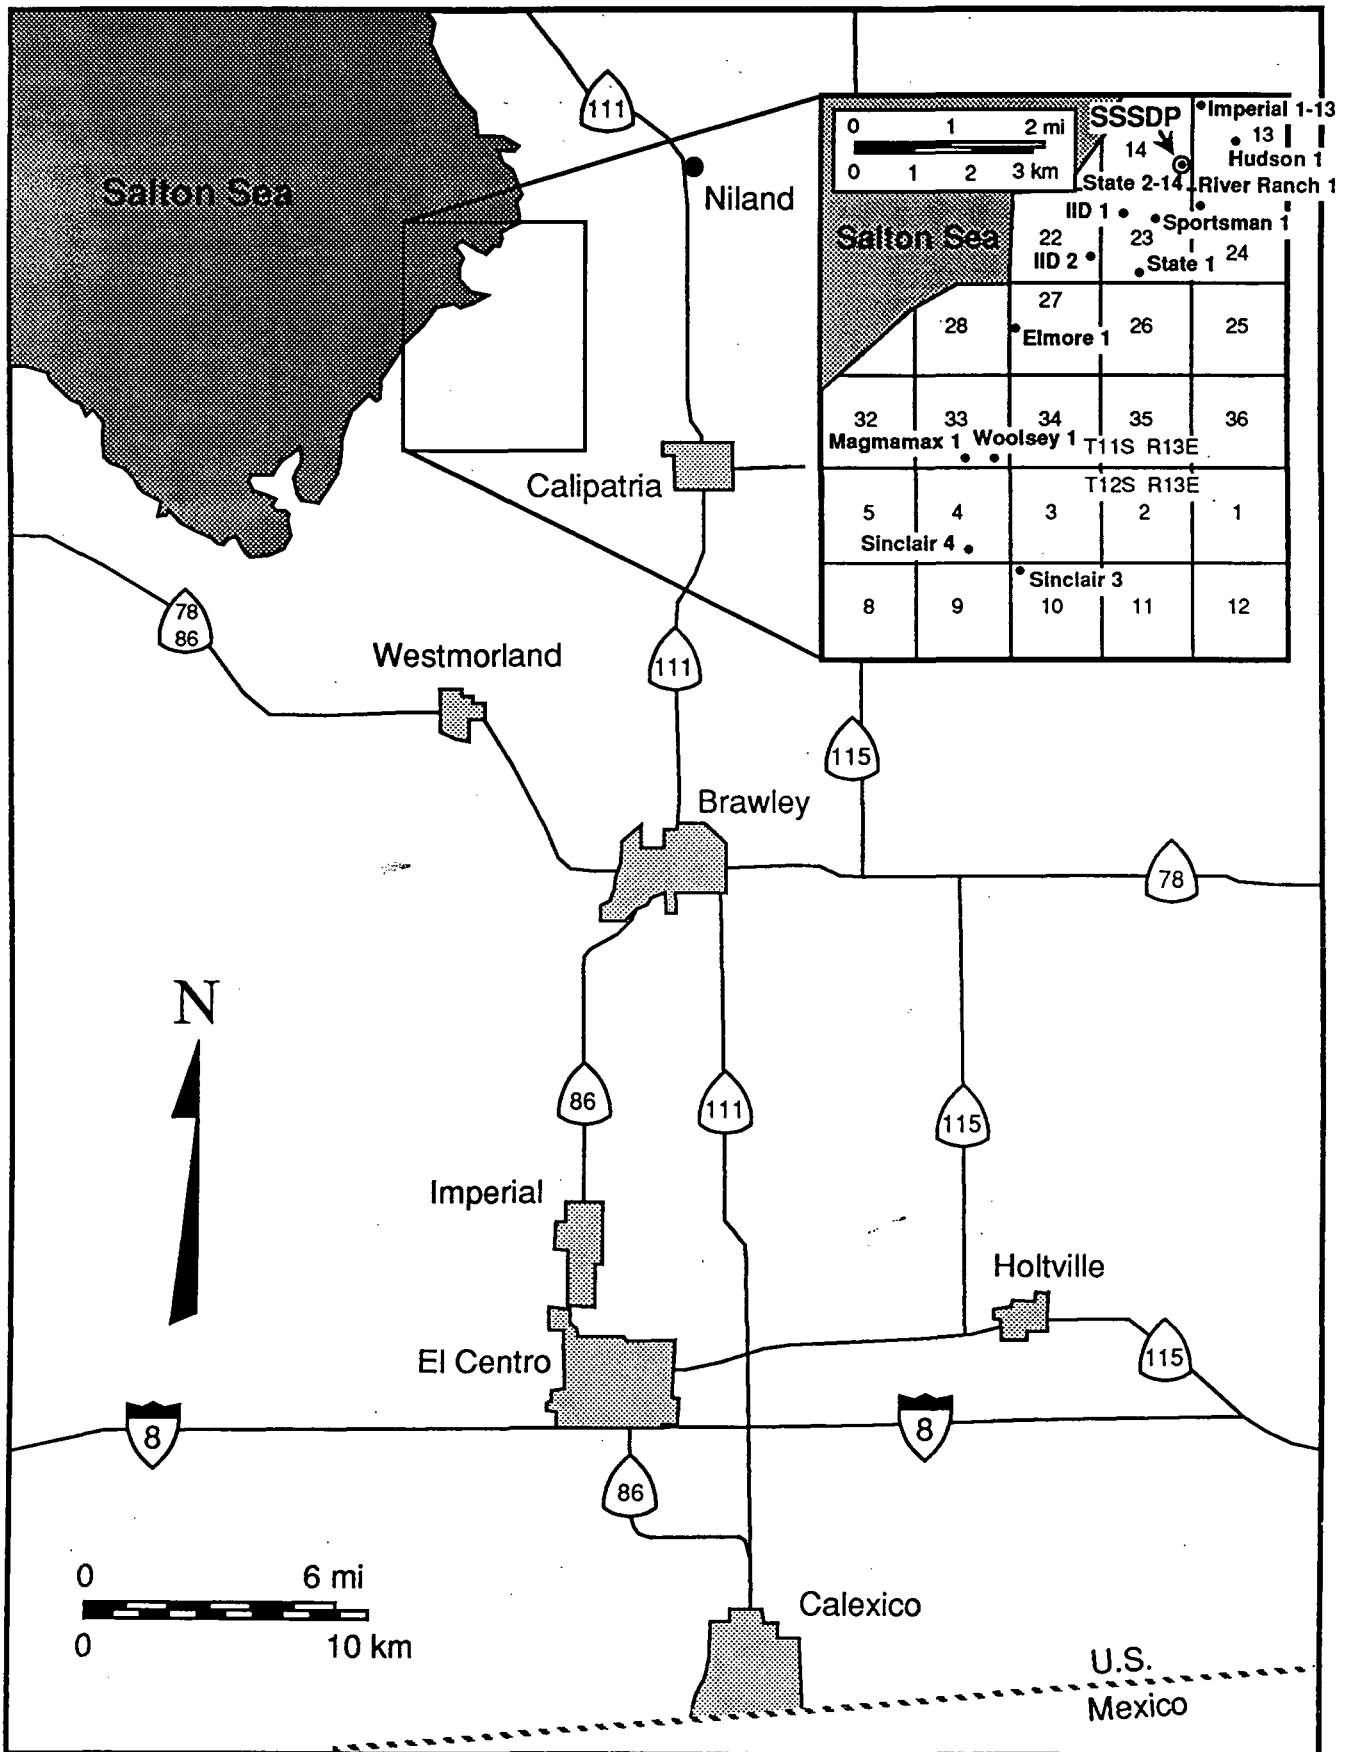 111
Salton Sea
Niland
0 1 2 mi
0 1 2 3 km
SSSDP
Imperial 1-13
14
13
Hudson 1
State 2-14
River Ranch 1
IID 1
Sportsman 1
Salton Sea
22
23
24
IID 2
State 1
27
28
26
25
Elmore 1
32
33
34
35
36
Magmamax 1
Woolsey 1
T11S R13E
T12S R13E
5
4
3
2
1
Sinclair 4
Sinclair 3
8
9
10
11
12
Calipatria
78
86
Westmorland
111
115
Brawley
78
N
86
111
115
Imperial
Holtville
El Centro
115
8
8
86
0 6 mi
0 10 km
Calexico
U.S.
Mexico